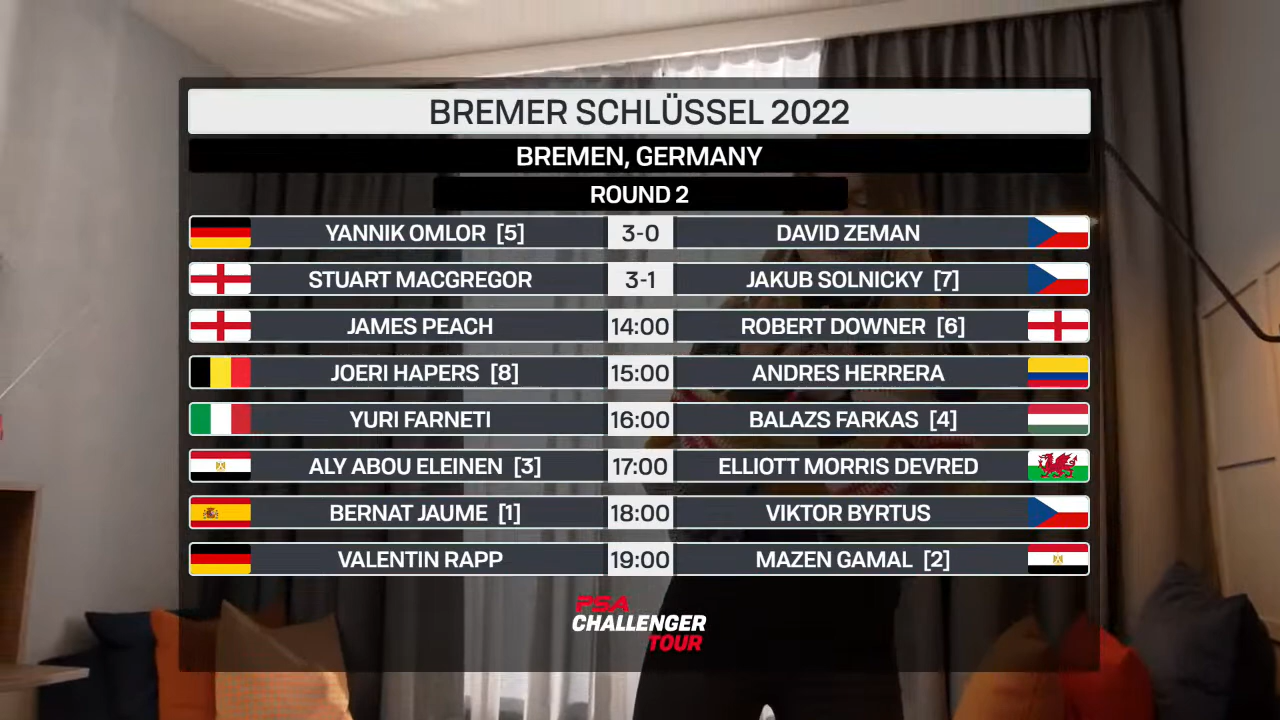 BREMER SCHLÜSSEL 2022
BREMEN, GERMANY
ROUND 2
YANNIK OMLOR [5] 3-0 DAVID ZEMAN
STUART MACGREGOR 3-1 JAKUB SOLNICKY [7]
JAMES PEACH 14:00 ROBERT DOWNER [6]
JOERI HAPERS [8] 15:00 ANDRES HERRERA
YURI FARNETI 16:00 BALAZS FARKAS [4]
ALY ABOU ELEINEN [3] 17:00 ELLIOTT MORRIS DEVRED
BERNAT JAUME [1] 18:00 VIKTOR BYRTUS
VALENTIN RAPP 19:00 MAZEN GAMAL [2]
PSA
CHALLENGER
TOUR